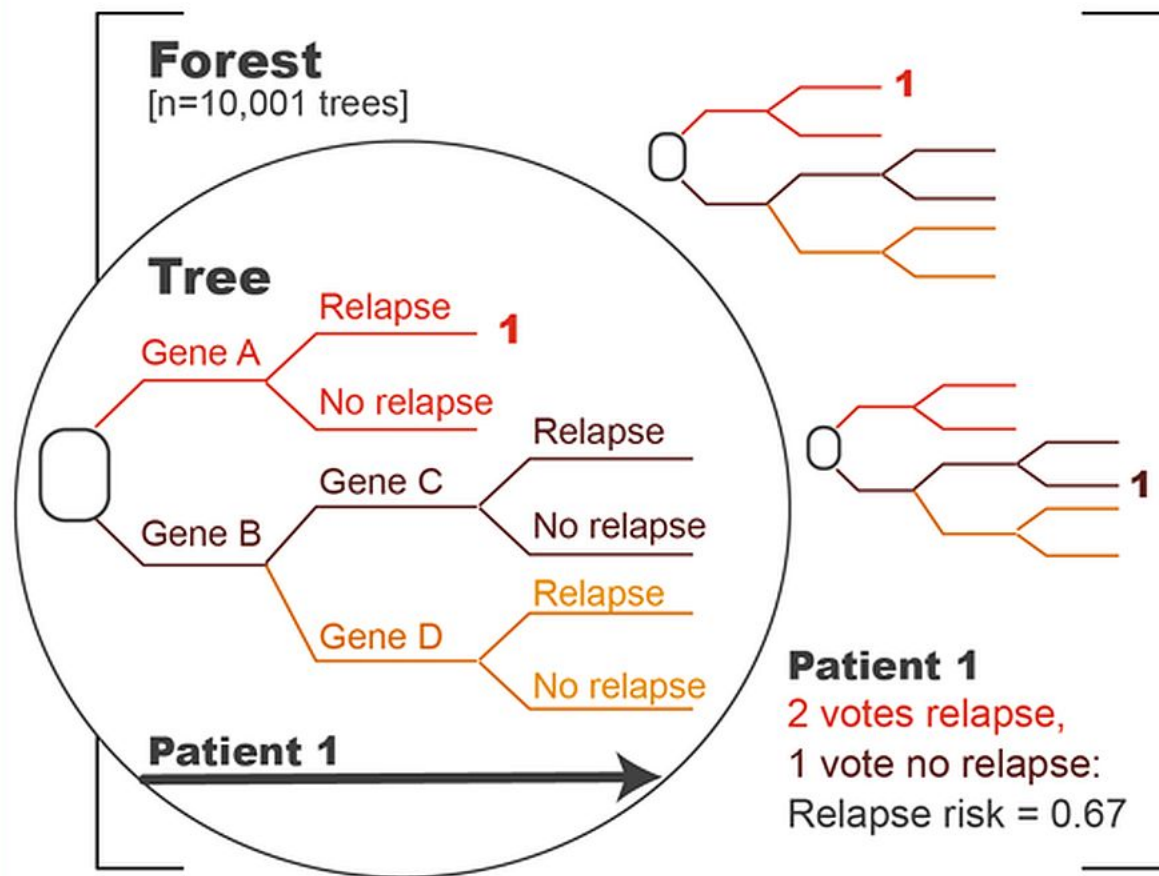 Forest
[n=10,001 trees]
1
Tree
Relapse
1
Gene A
No relapse
Relapse
Gene C
No relapse
Gene B
Relapse
Gene D
No relapse
1
Patient 1
Patient 1
2 votes relapse,
1 vote no relapse:
Relapse risk = 0.67